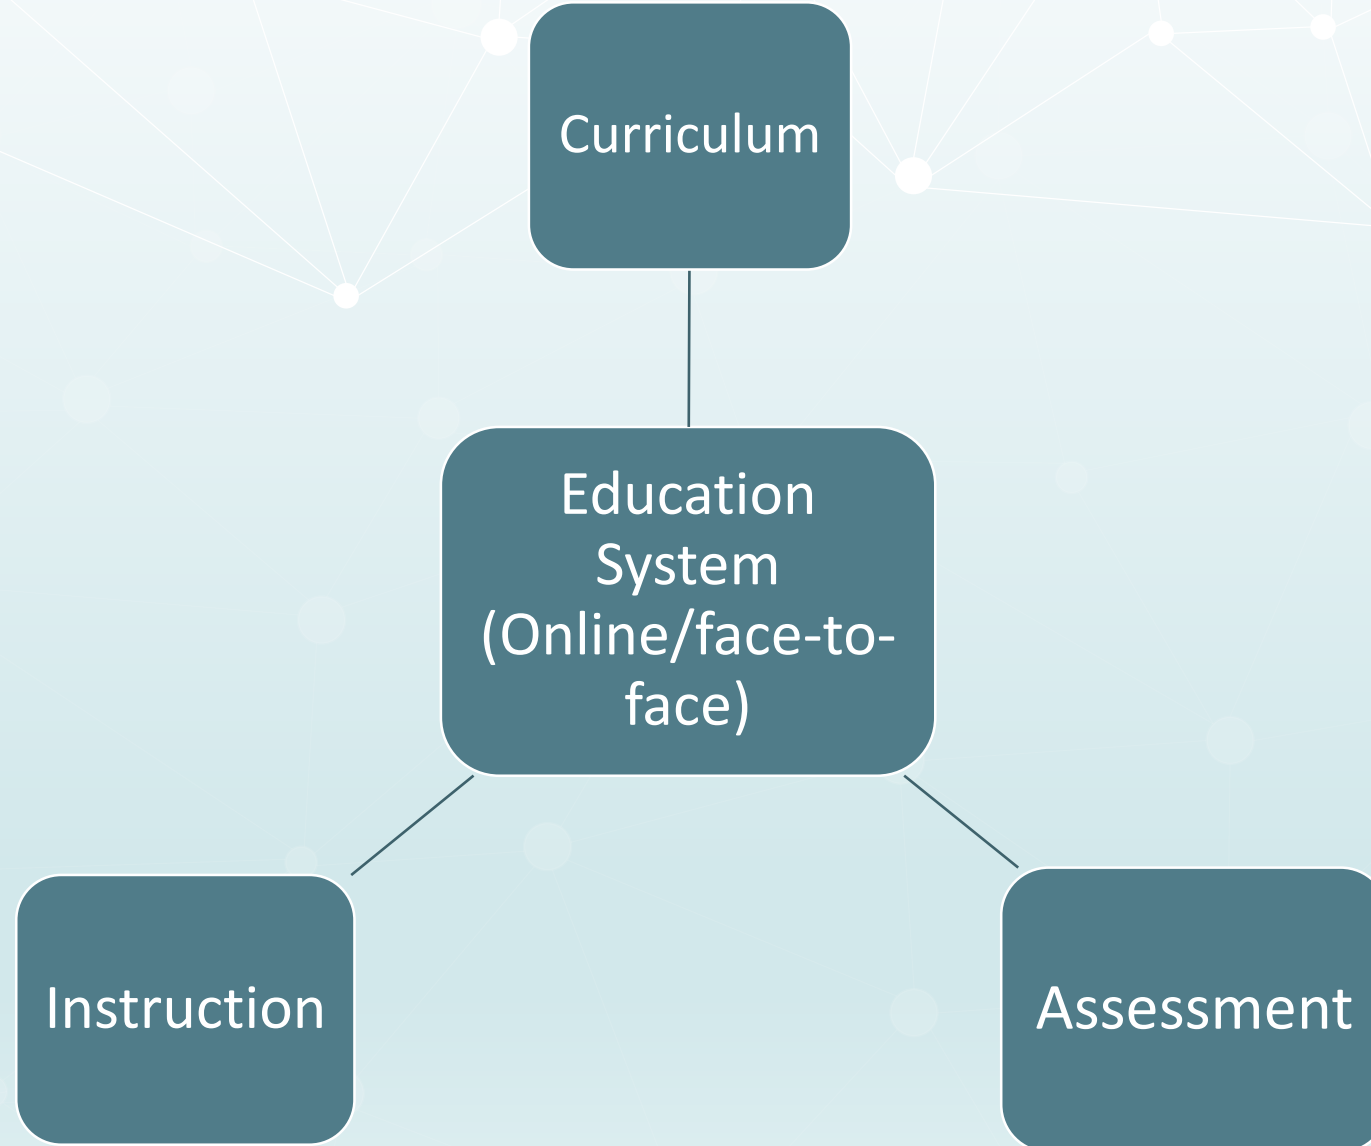 Curriculum
Education
System
(Online/face-to-
face)
Instruction
Assessment